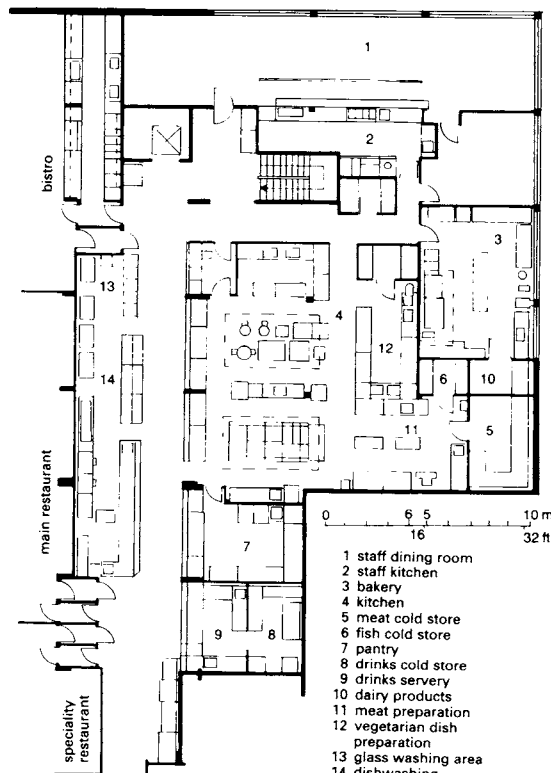 1
2
bistro
3
13
4
14
12
6
10
11
5
main restaurant
0 6 5 10 m
16 32 ft
7
9
8
speciality
restaurant
1 staff dining room
2 staff kitchen
3 bakery
4 kitchen
5 meat cold store
6 fish cold store
7 pantry
8 drinks cold store
9 drinks servery
10 dairy products
11 meat preparation
12 vegetarian dish
preparation
13 glass washing area
14 dishwashing